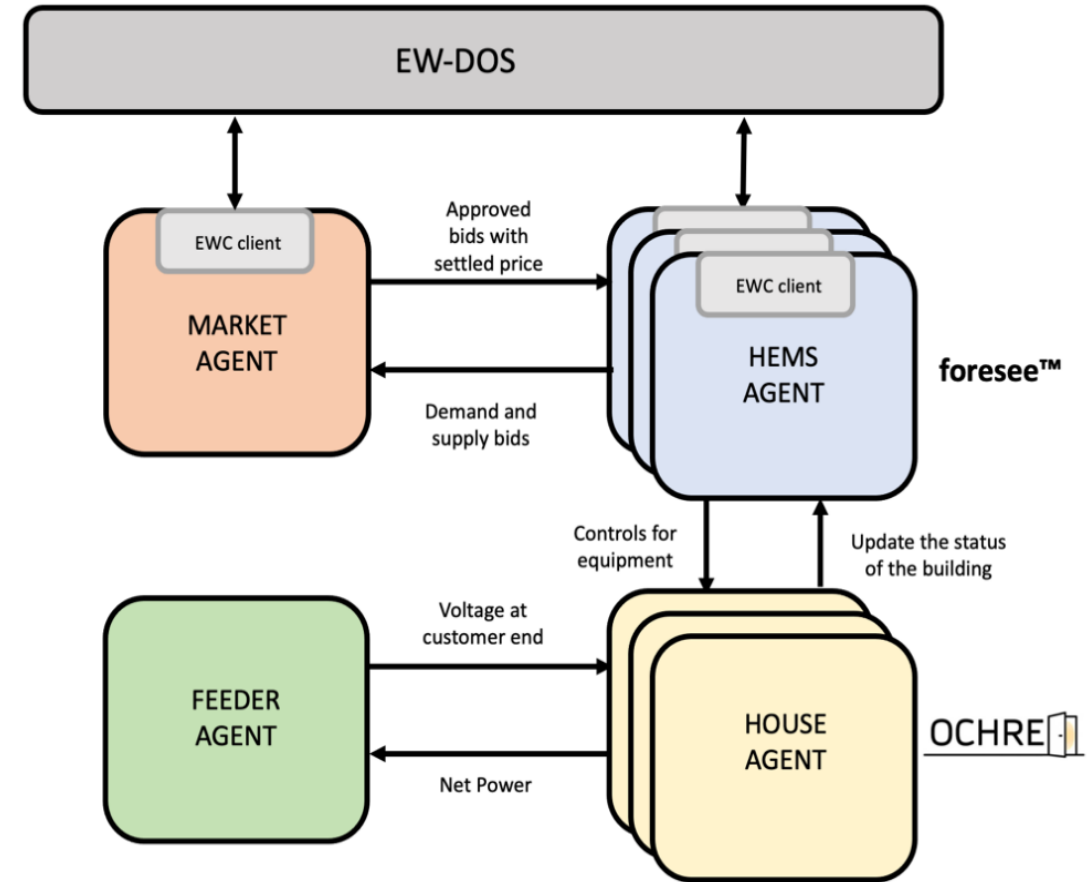 EW-DOS
EWC client
MARKET
AGENT
Approved
bids with
settled price
Demand and
supply bids
EWC client
HEMS
AGENT
foresee™
Controls for
equipment
Update the status
of the building
FEEDER
AGENT
Voltage at
customer end
Net Power
HOUSE
AGENT
OCHRE